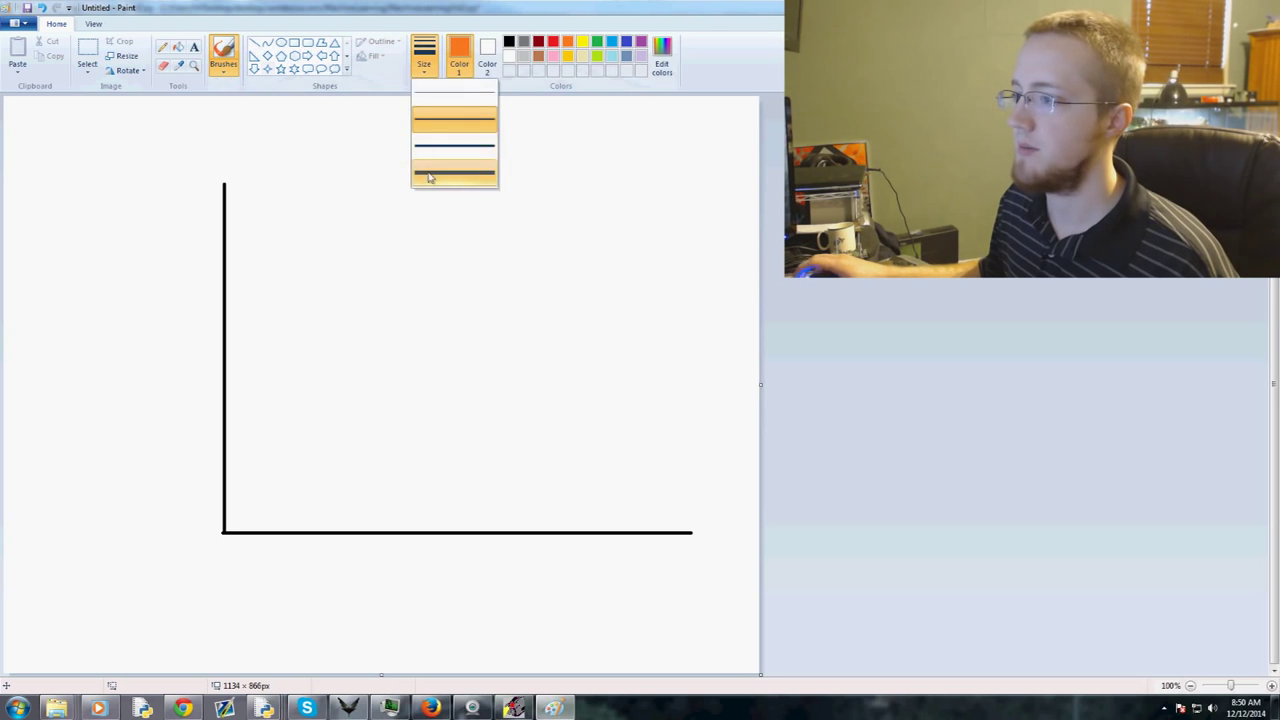 Untitled - Paint
Home View
Cut
Copy
Paste
Clipboard
Select
Crop
Resize
Rotate
Image
A
Tools
Brushes
Shapes
Outline
Fill
Size
Color 1
Color 2
Edit colors
Colors
1134 × 866px
100%
8:50 AM
12/12/2014